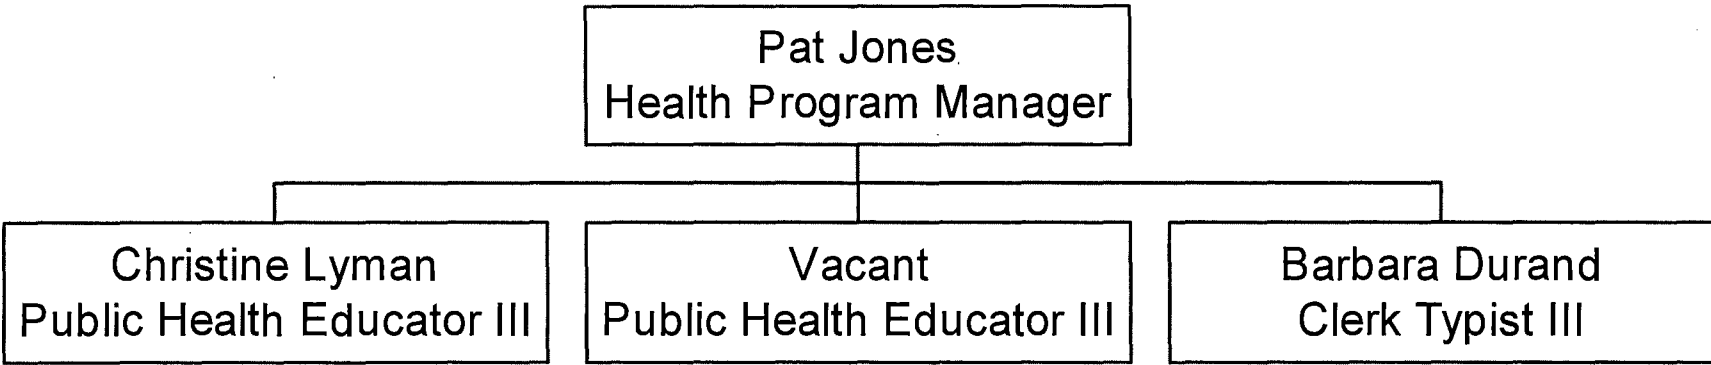 Pat Jones
Health Program Manager
Christine Lyman
Public Health Educator III
Vacant
Public Health Educator III
Barbara Durand
Clerk Typist III